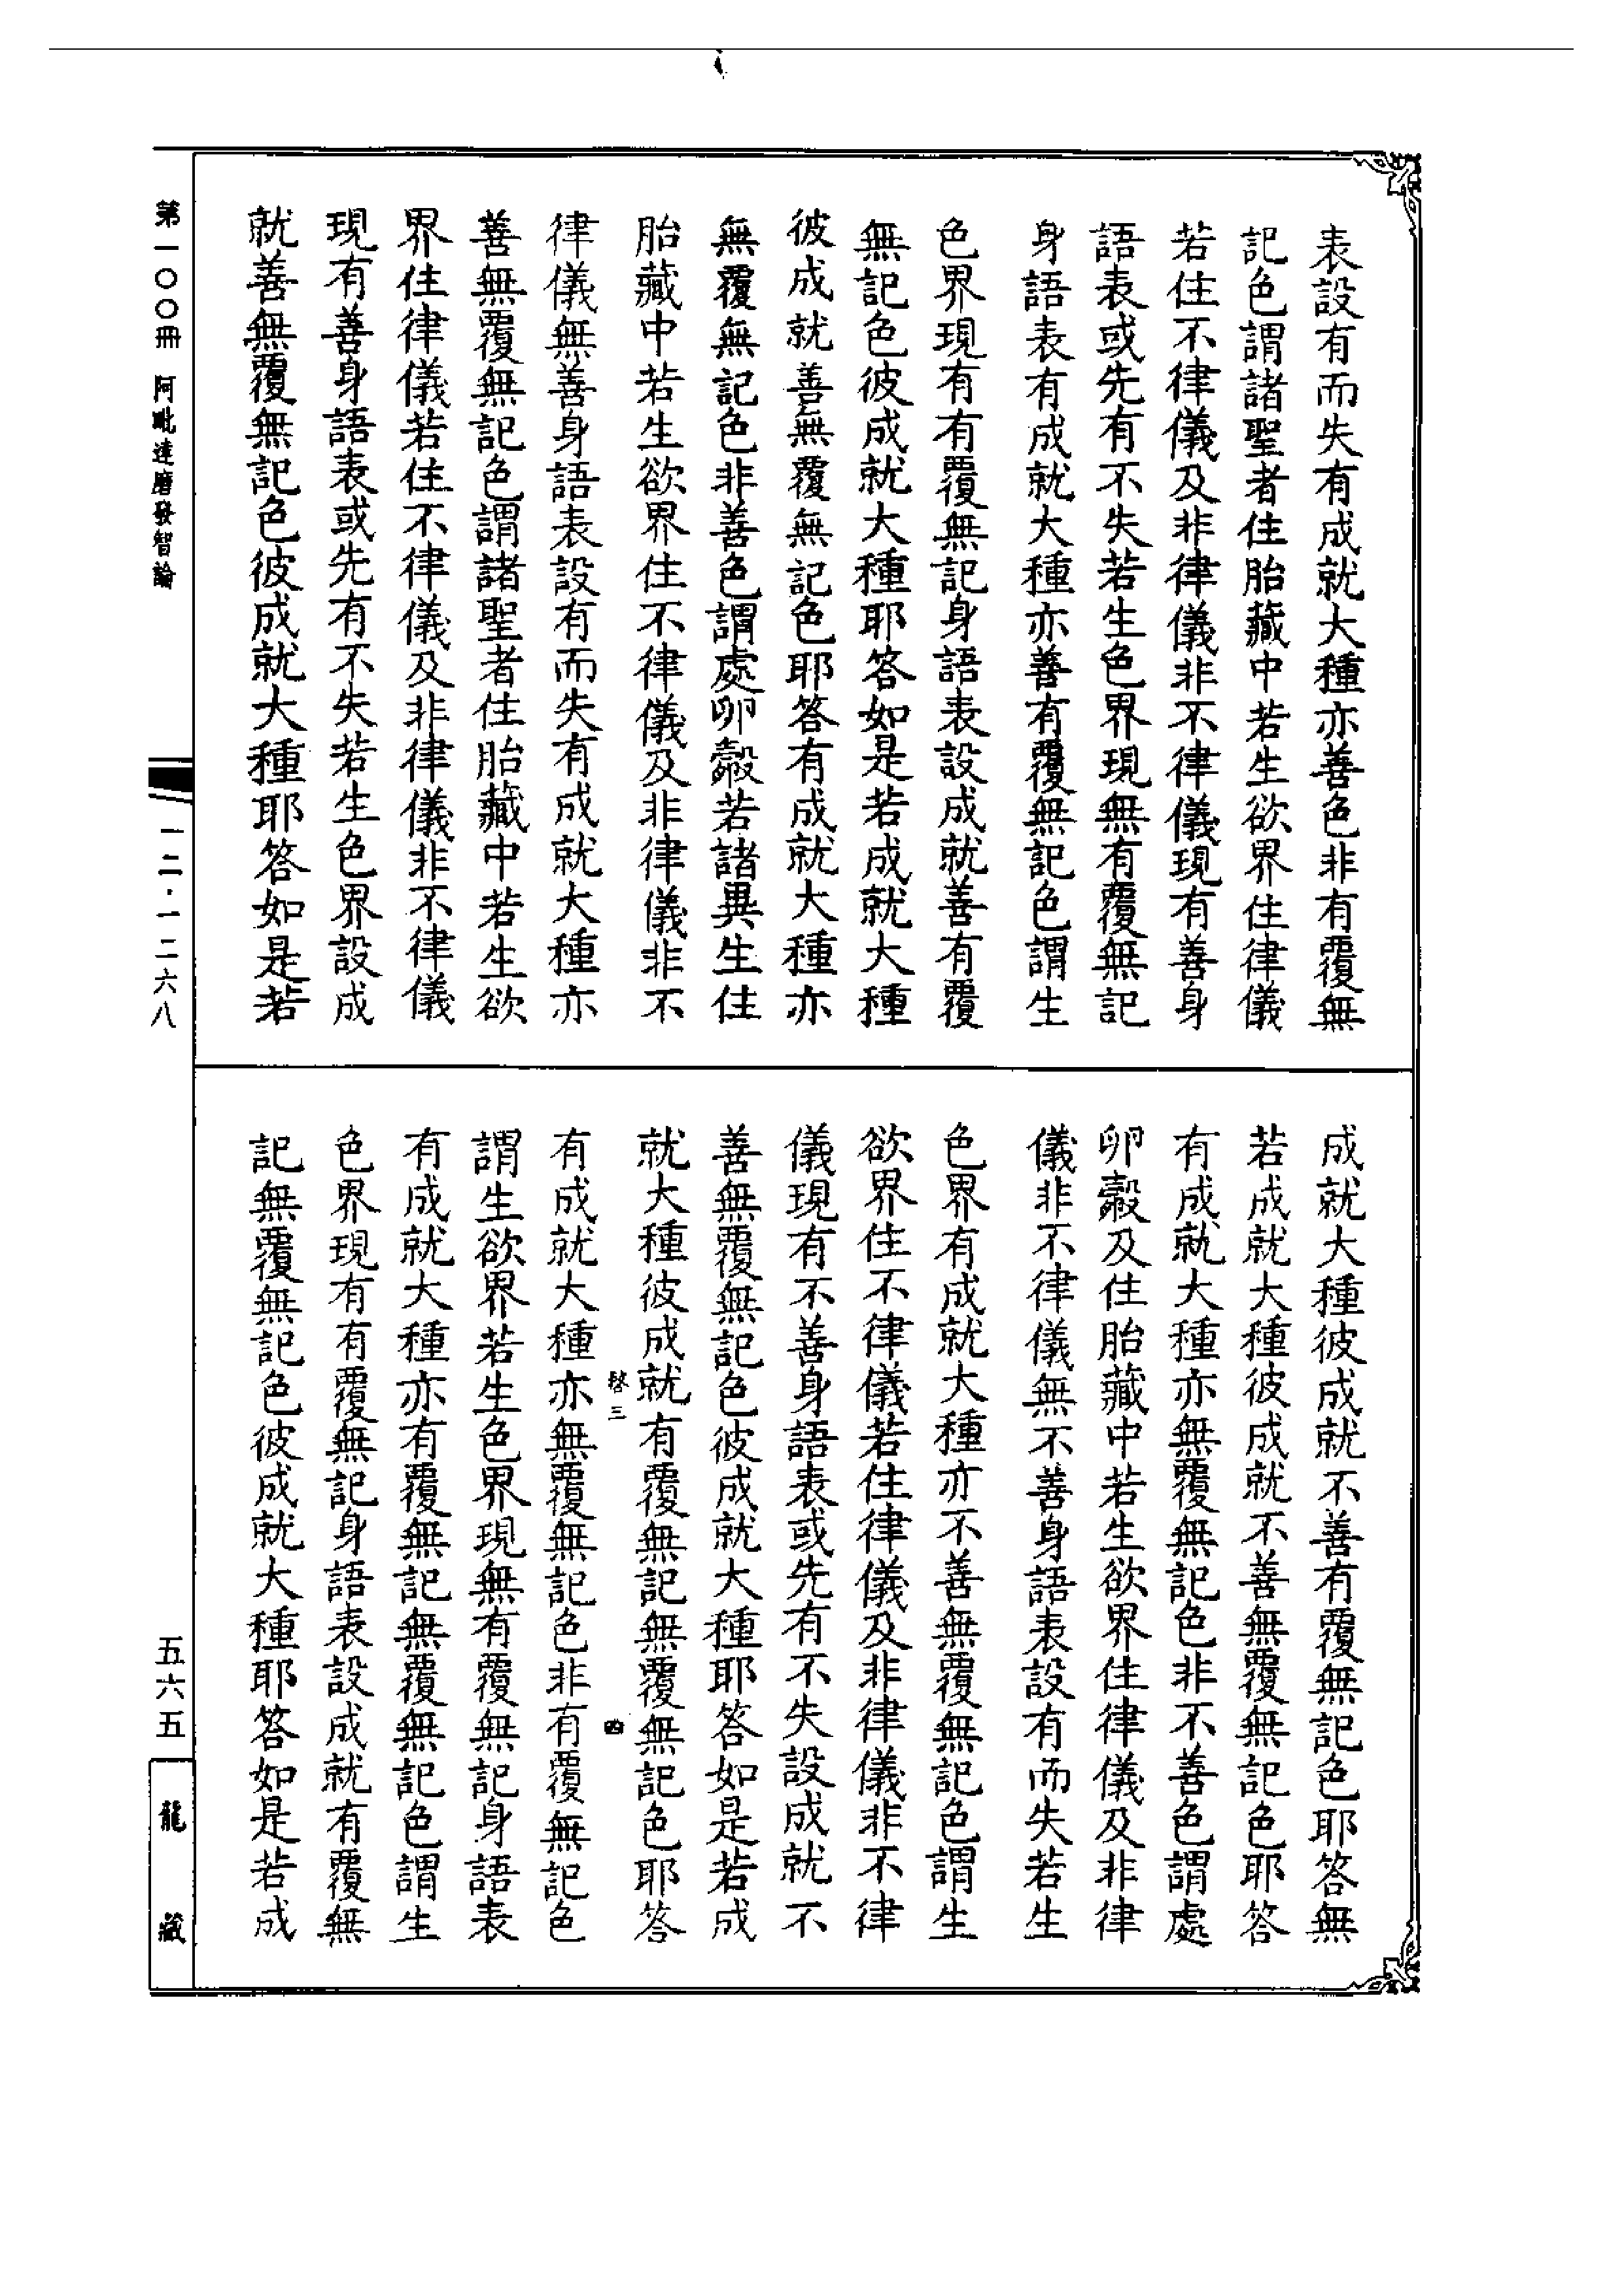 表設有而失有成就大種亦善色非有覆無
記色謂諸聖者住胎藏中若生欲界住律儀
若住不律儀及非律儀非不律儀現有善身
語表或先有不失若生色界現無有覆無記
身語表有成就大種亦善有覆無記色謂生
色界現有有覆無記身語表設成就善有覆
無記色彼成就大種耶答如是若成就大種
彼成就善無覆無記色耶答有成就大種亦
無覆無記色非善色謂處卵㲉若諸異生住
胎藏中若生欲界住不律儀及非律儀非不
律儀無善身語表設有而失有成就大種亦
善無覆無記色謂諸聖者住胎藏中若生欲
界住律儀若住不律儀及非律儀非不律儀
現有善身語表或先有不失若生色界設成
就善無覆無記色彼成就大種耶答如是若
成就大種彼成就不善有覆無記色耶答無
若成就大種彼成就不善無覆無記色耶答
有成就大種亦無覆無記色非不善色謂處
卵㲉及住胎藏中若生欲界住律儀及非律
儀非不律儀無不善身語表設有而失若生
色界有成就大種亦不善無覆無記色謂生
欲界住不律儀若住律儀及非律儀非不律
儀現有不善身語表或先有不失設成就不
善無覆無記色彼成就大種耶答如是若成
就大種彼成就有覆無記無覆無記色耶答
啓三 四
有成就大種亦無覆無記色非有覆無記色
謂生欲界若生色界現無有覆無記身語表
有成就大種亦有覆無記無覆無記色謂生
色界現有有覆無記身語表設成就有覆無
記無覆無記色彼成就大種耶答如是若成
第一〇〇冊 阿毗達磨發智論
一二·一二六八
五六五
龍藏